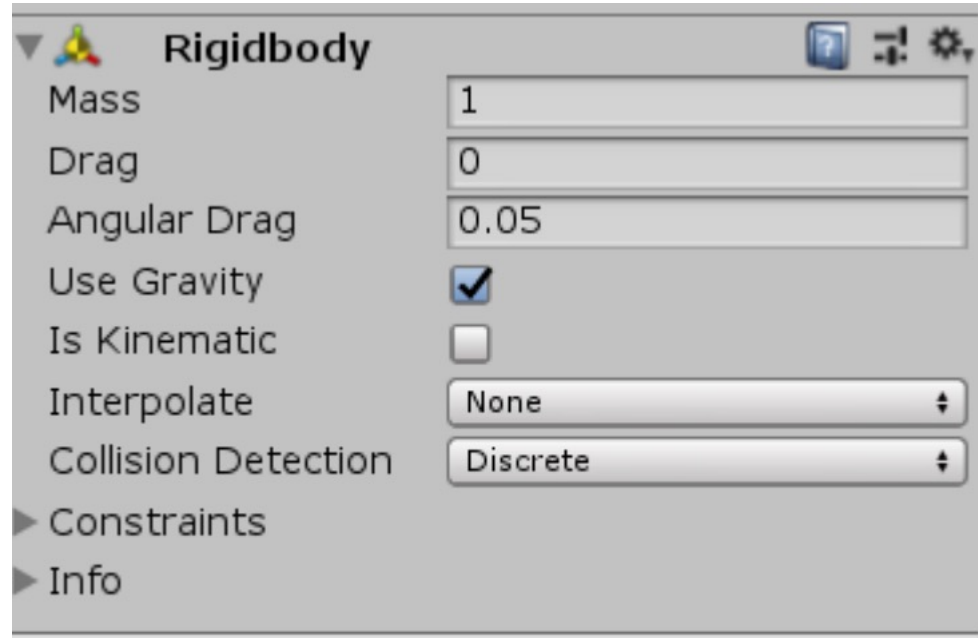 Rigidbody
Mass 1
Drag 0
Angular Drag 0.05
Use Gravity
Is Kinematic
Interpolate None
Collision Detection Discrete
Constraints
Info